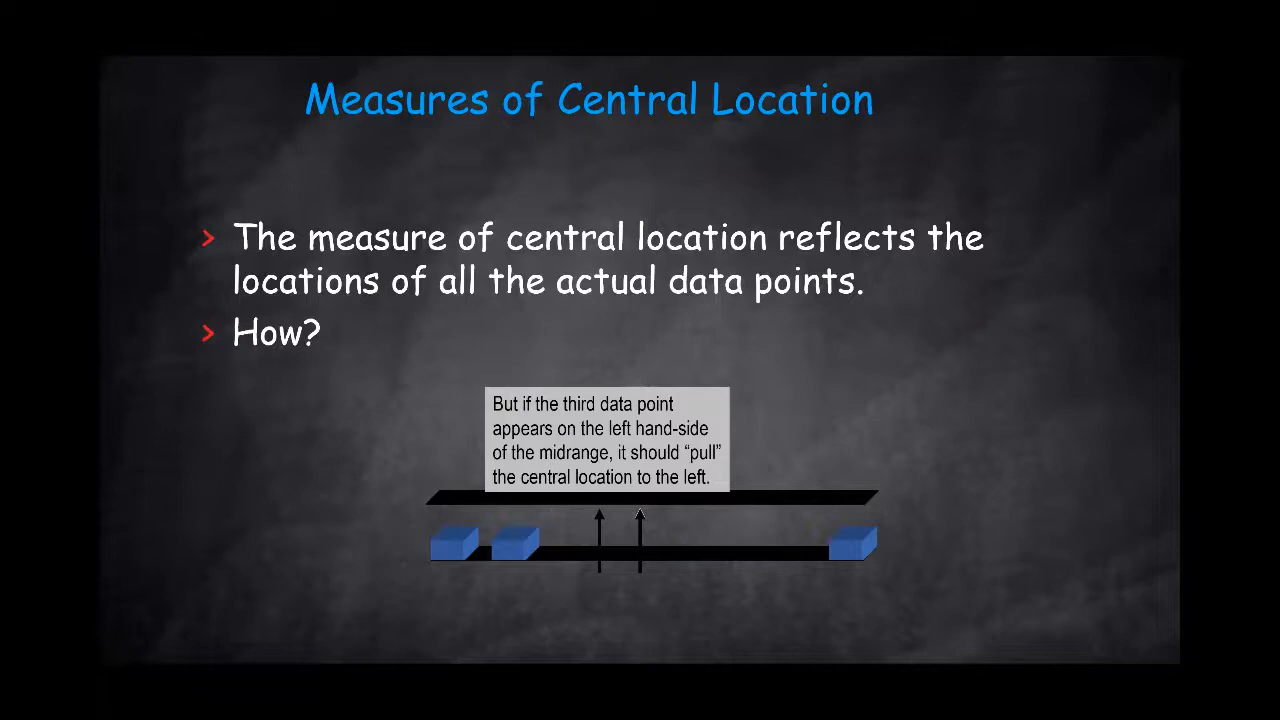 Measures of Central Location
> The measure of central location reflects the
locations of all the actual data points.
> How?
But if the third data point
appears on the left hand-side
of the midrange, it should “pull”
the central location to the left.